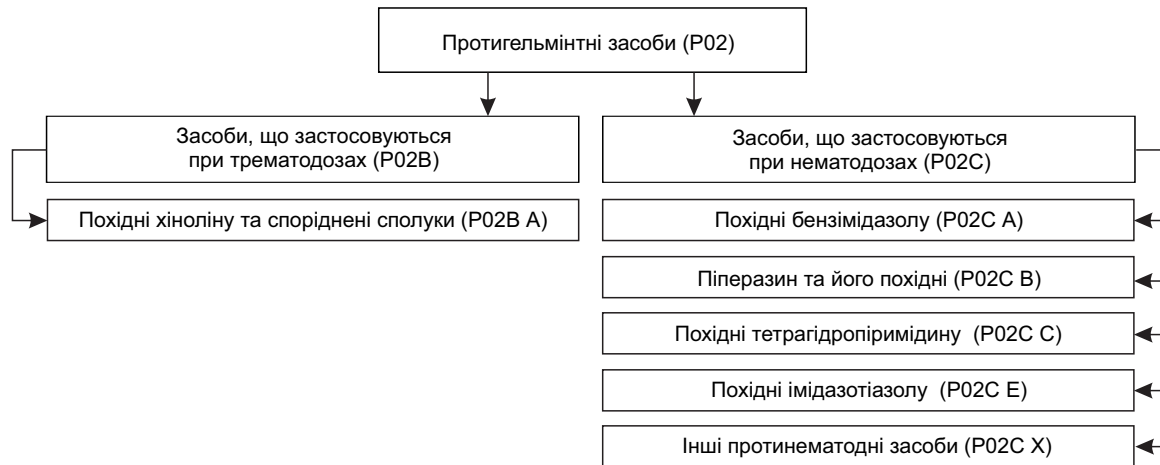 Протигельмінтні засоби (P02)
Засоби, що застосовуються
при трематодозах (P02B)
Похідні хіноліну та споріднені сполуки (P02B A)
Засоби, що застосовуються
при нематодозах (P02C)
Похідні бензімідазолу (P02C A)
Піперазин та його похідні (P02C B)
Похідні тетрагідропіримідину (P02C C)
Похідні імідазотіазолу (P02C E)
Інші протинематодні засоби (P02C X)